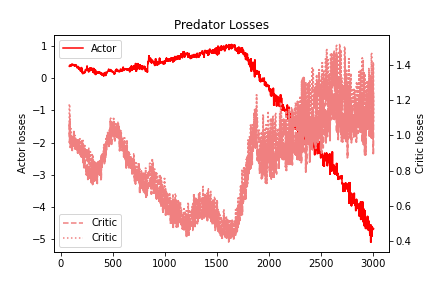 Predator Losses
Actor
Critic
Critic
Actor losses
1
0
−1
−2
−3
−4
−5
Critic losses
1.4
1.2
1.0
0.8
0.6
0.4
0 500 1000 1500 2000 2500 3000